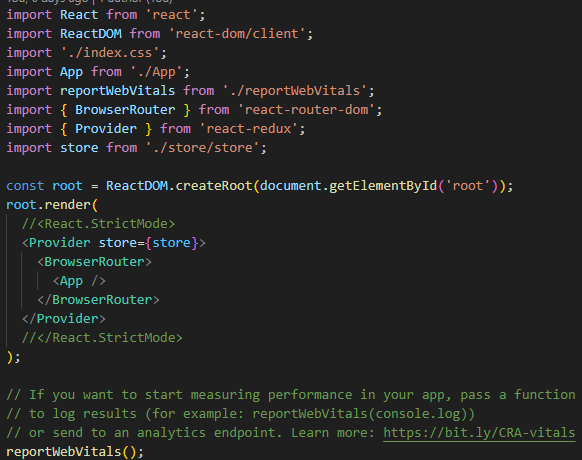 import React from 'react';
import ReactDOM from 'react-dom/client';
import './index.css';
import App from './App';
import reportWebVitals from './reportWebVitals';
import { BrowserRouter } from 'react-router-dom';
import { Provider } from 'react-redux';
import store from './store/store';

const root = ReactDOM.createRoot(document.getElementById('root'));
root.render(
  //<React.StrictMode>
  <Provider store={store}>
    <BrowserRouter>
      <App />
    </BrowserRouter>
  </Provider>
  //</React.StrictMode>
);

// If you want to start measuring performance in your app, pass a function
// to log results (for example: reportWebVitals(console.log))
// or send to an analytics endpoint. Learn more: https://bit.ly/CRA-vitals
reportWebVitals();